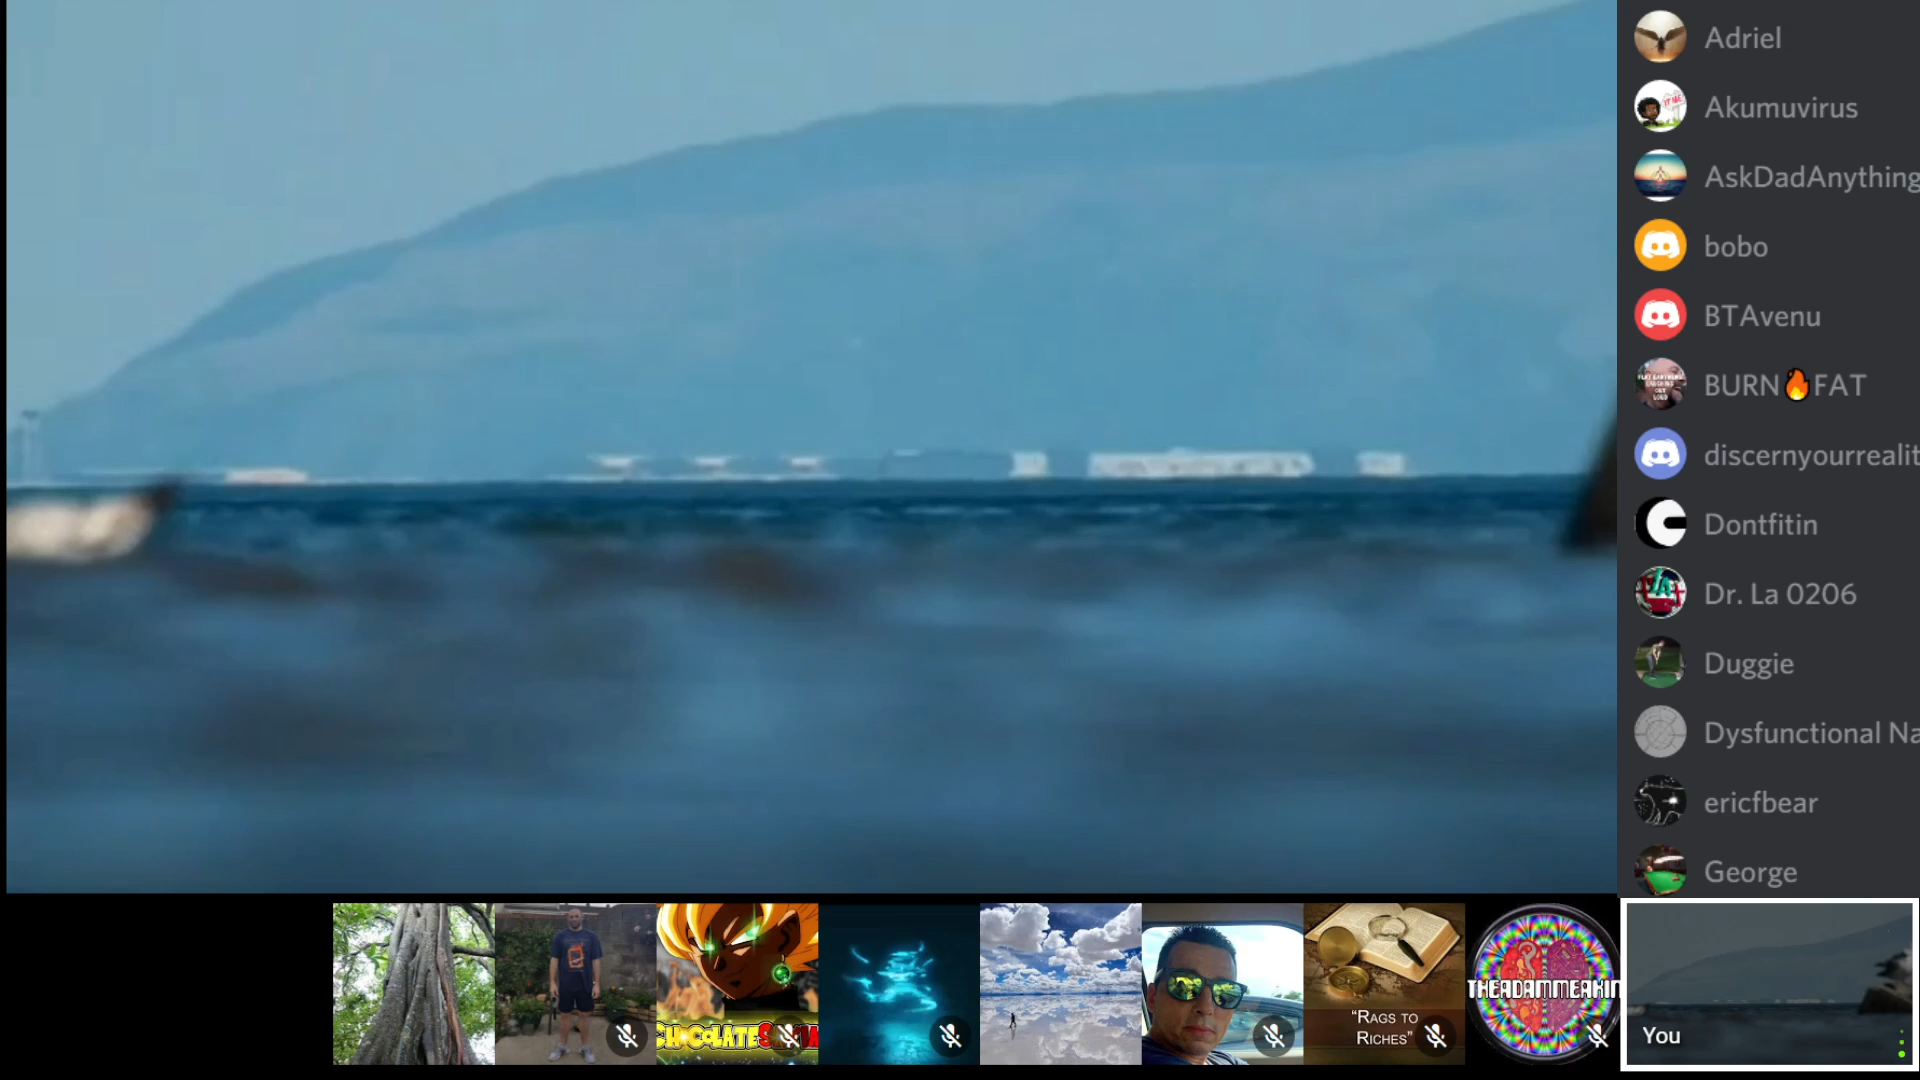 Adriel
Akumuvirus
AskDadAnything
bobo
BTAvenu
BURN🔥FAT
discernyourrealit
Dontfitin
Dr. La 0206
Duggie
Dysfunctional Na
ericfbear
George
CHOCOLATE
"RAGS TO
RICHES"
THEADAMMEAKIN
You